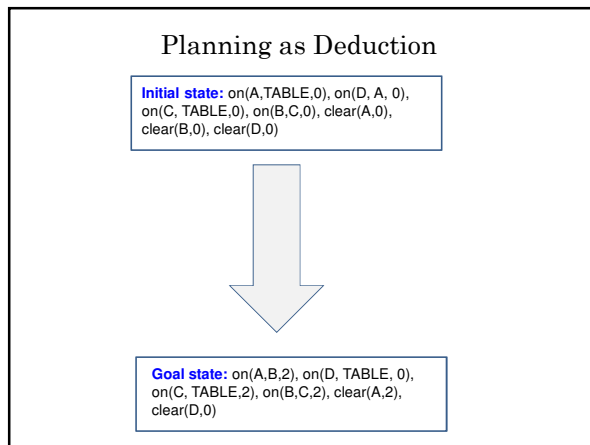 Planning as Deduction
Initial state: on(A,TABLE,0), on(D, A, 0),
on(C, TABLE,0), on(B,C,0), clear(A,0),
clear(B,0), clear(D,0)
Goal state: on(A,B,2), on(D, TABLE, 0),
on(C, TABLE,2), on(B,C,2), clear(A,2),
clear(D,0)